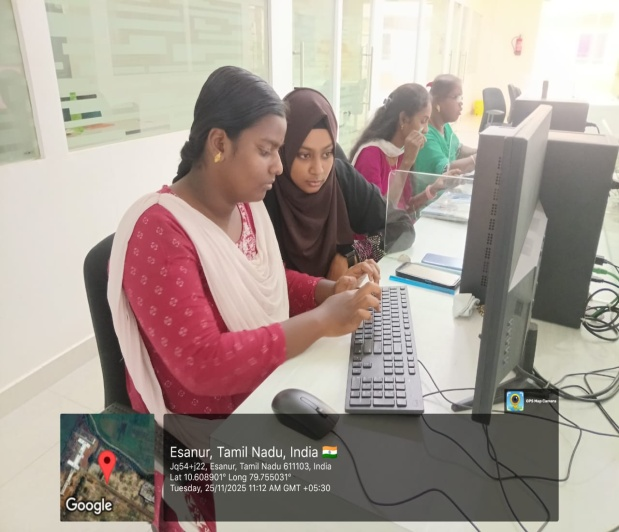 GPS Map Camera
Esanur, Tamil Nadu, India 🇮🇳
Jq54+j22, Esanur, Tamil Nadu 611103, India
Lat 10.608901° Long 79.755031°
Tuesday, 25/11/2025 11:12 AM GMT +05:30
Google